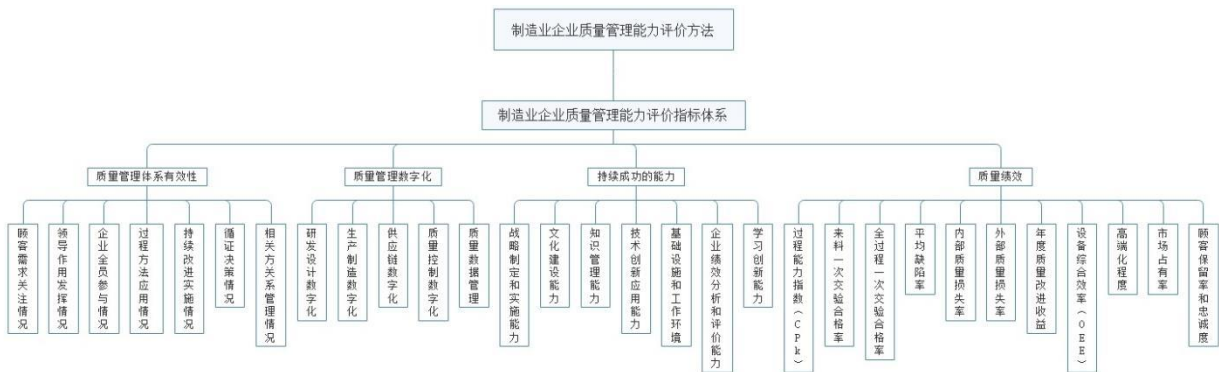 制造业企业质量管理能力评价方法
制造业企业质量管理能力评价指标体系
质量管理体系有效性
质量管理数字化
持续成功的能力
质量绩效
顾客需求关注情况
领导作用发挥情况
企业全员参与情况
过程方法应用情况
持续改进实施情况
循证决策情况
相关方关系管理情况
研发设计数字化
生产制造数字化
供应链数字化
质量控制数字化
质量数据管理
战略制定和实施能力
文化建设能力
知识管理能力
技术创新应用能力
基础设施和工作环境
企业绩效分析和评价能力
学习创新能力
过程能力指数(CPk)
来料一次交验合格率
全过程一次交验合格率
平均缺陷率
内部质量损失率
外部质量损失率
年度质量改进收益
设备综合效率(OEE)
高端化程度
市场占有率
顾客保留率和忠诚度